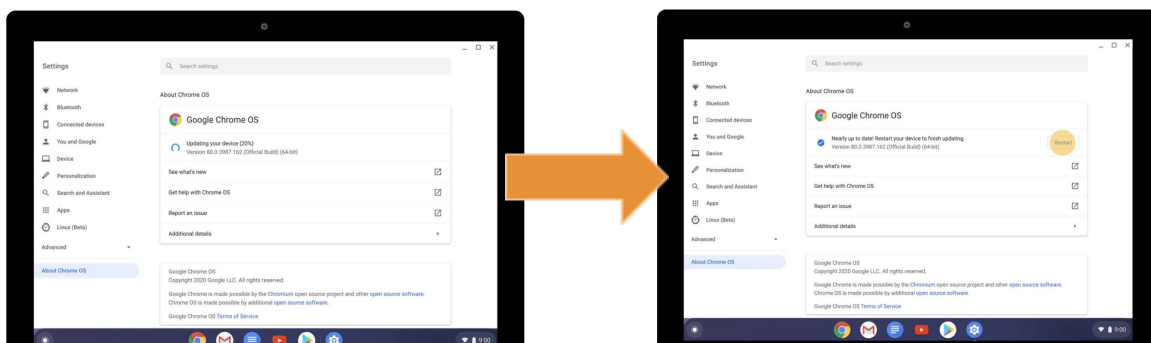 Settings
Search settings
Network
Bluetooth
Connected devices
You and Google
Device
Personalization
Search and Assistant
Apps
Linux (Beta)
Advanced
About Chrome OS
About Chrome OS
Google Chrome OS
Updating your device (20%)
Version 80.0.3987.162 (Official Build) (64-bit)
See what's new
Get help with Chrome OS
Report an issue
Additional details
Google Chrome OS
Copyright 2020 Google LLC. All rights reserved.
Google Chrome is made possible by the Chromium open source project and other open source software.
Chrome OS is made possible by additional open source software.
Google Chrome OS Terms of Service
9:00
Settings
Search settings
Network
Bluetooth
Connected devices
You and Google
Device
Personalization
Search and Assistant
Apps
Linux (Beta)
Advanced
About Chrome OS
About Chrome OS
Google Chrome OS
Nearly up to date! Restart your device to finish updating.
Version 80.0.3987.162 (Official Build) (64-bit)
Restart
See what's new
Get help with Chrome OS
Report an issue
Additional details
Google Chrome OS
Copyright 2020 Google LLC. All rights reserved.
Google Chrome is made possible by the Chromium open source project and other open source software.
Chrome OS is made possible by additional open source software.
Google Chrome OS Terms of Service
9:00